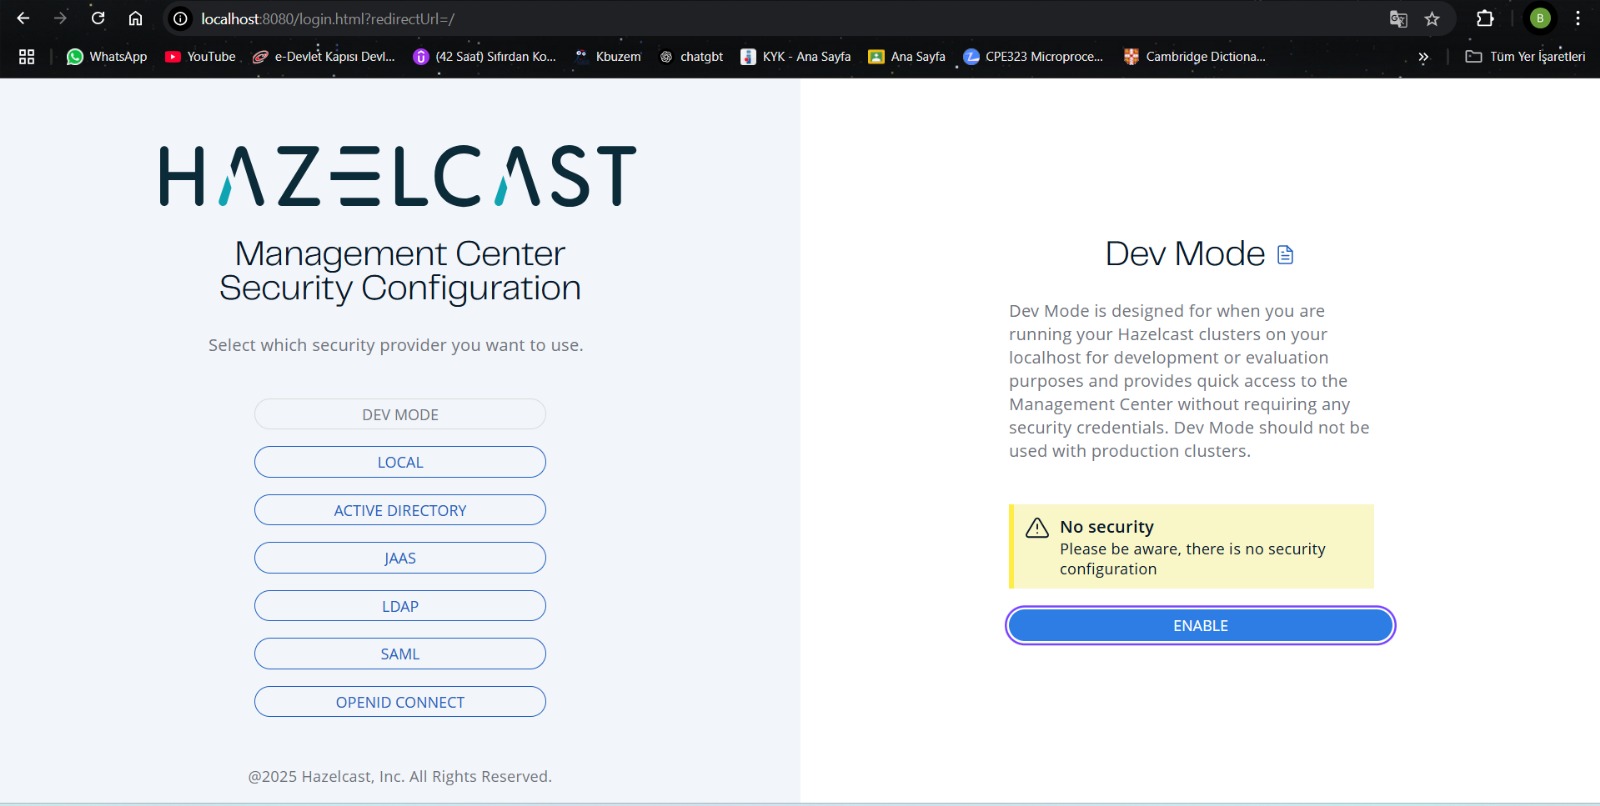 localhost:8080/login.html?redirectUrl=/
WhatsApp
YouTube
e-Devlet Kapısı Devl...
(42 Saat) Sıfırdan Ko...
Kbuzem
chatgbt
KYK - Ana Sayfa
Ana Sayfa
CPE323 Microproce...
Cambridge Dictiona...
Tüm Yer İşaretleri
B
HAZELCAST
Management Center
Security Configuration
Select which security provider you want to use.
DEV MODE
LOCAL
ACTIVE DIRECTORY
JAAS
LDAP
SAML
OPENID CONNECT
@2025 Hazelcast, Inc. All Rights Reserved.
Dev Mode
Dev Mode is designed for when you are
running your Hazelcast clusters on your
localhost for development or evaluation
purposes and provides quick access to the
Management Center without requiring any
security credentials. Dev Mode should not be
used with production clusters.
No security
Please be aware, there is no security
configuration
ENABLE